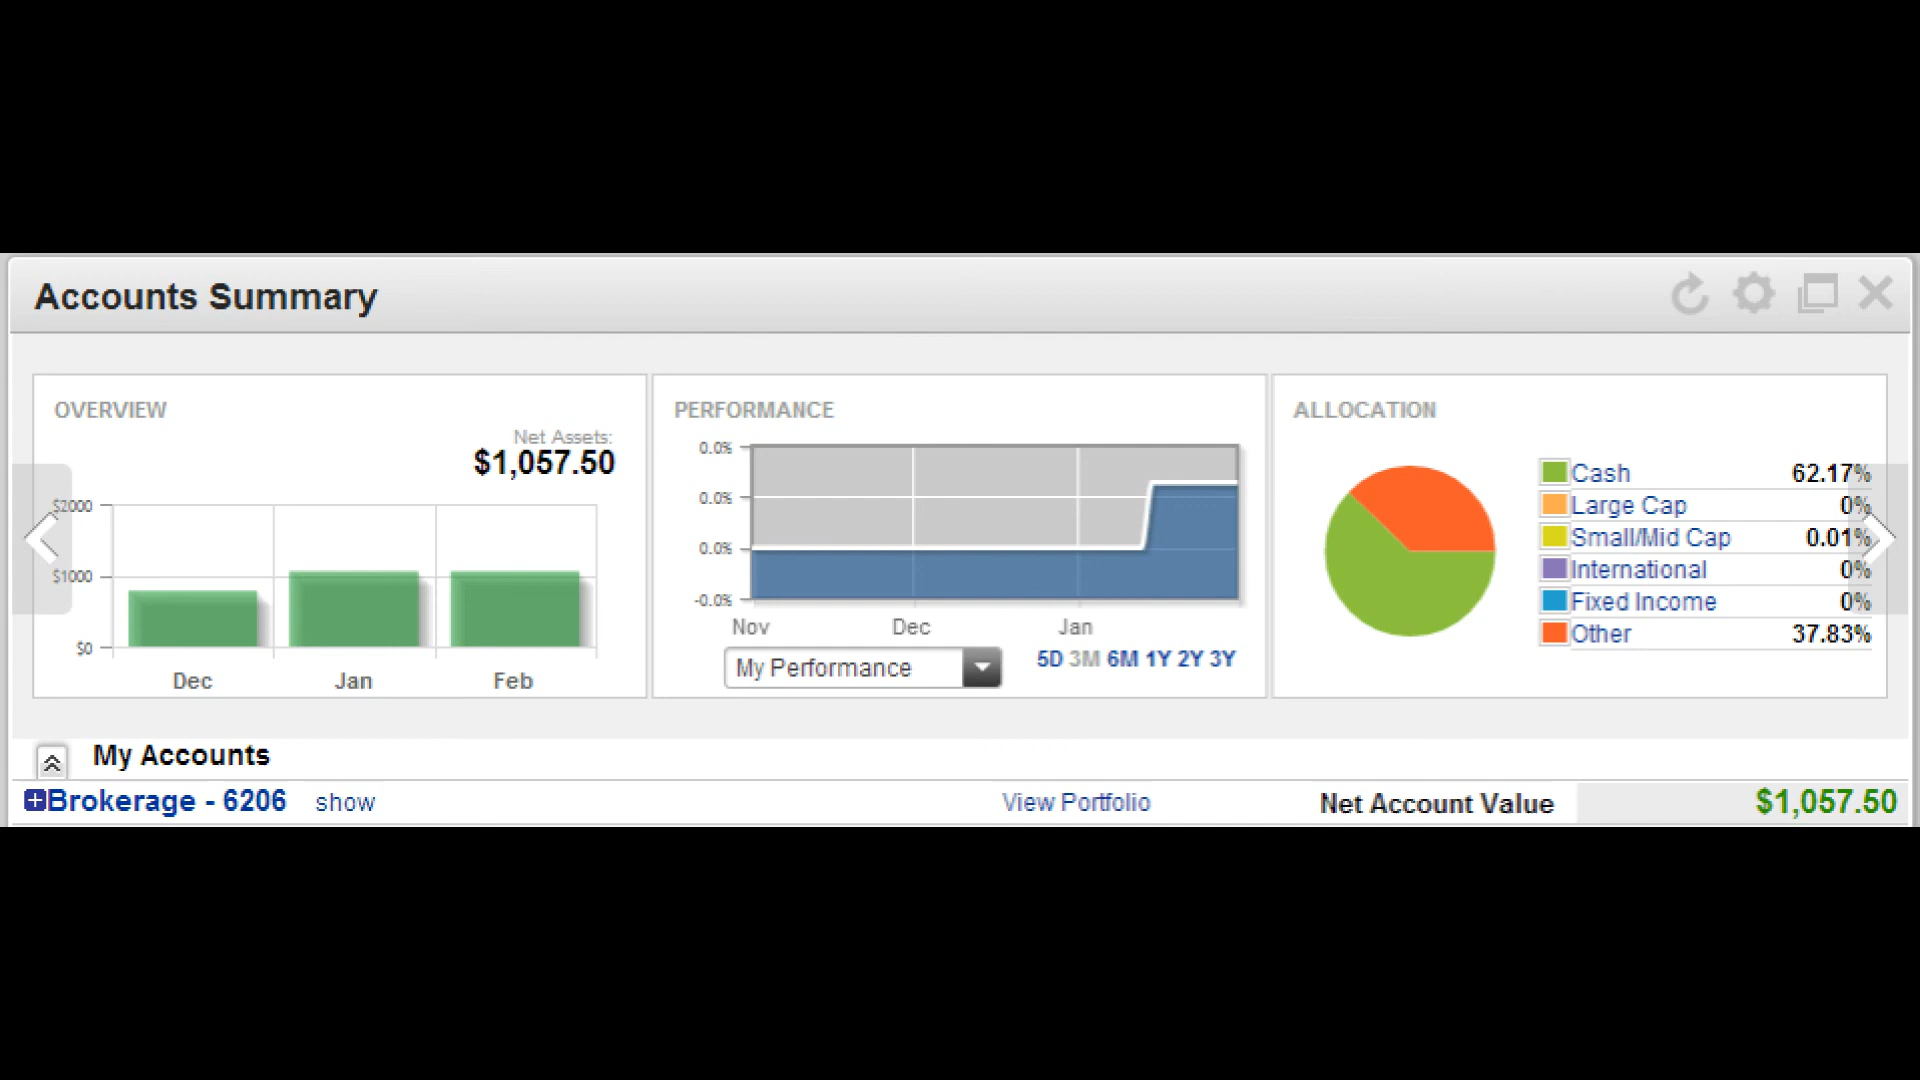 Accounts Summary
OVERVIEW
Net Assets:
$1,057.50
$2000
$1000
$0
Dec Jan Feb
PERFORMANCE
0.0%
0.0%
0.0%
-0.0%
Nov Dec Jan
My Performance
5D 3M 6M 1Y 2Y 3Y
ALLOCATION
Cash 62.17%
Large Cap 0%
Small/Mid Cap 0.01%
International 0%
Fixed Income 0%
Other 37.83%
My Accounts
Brokerage - 6206 show View Portfolio Net Account Value $1,057.50